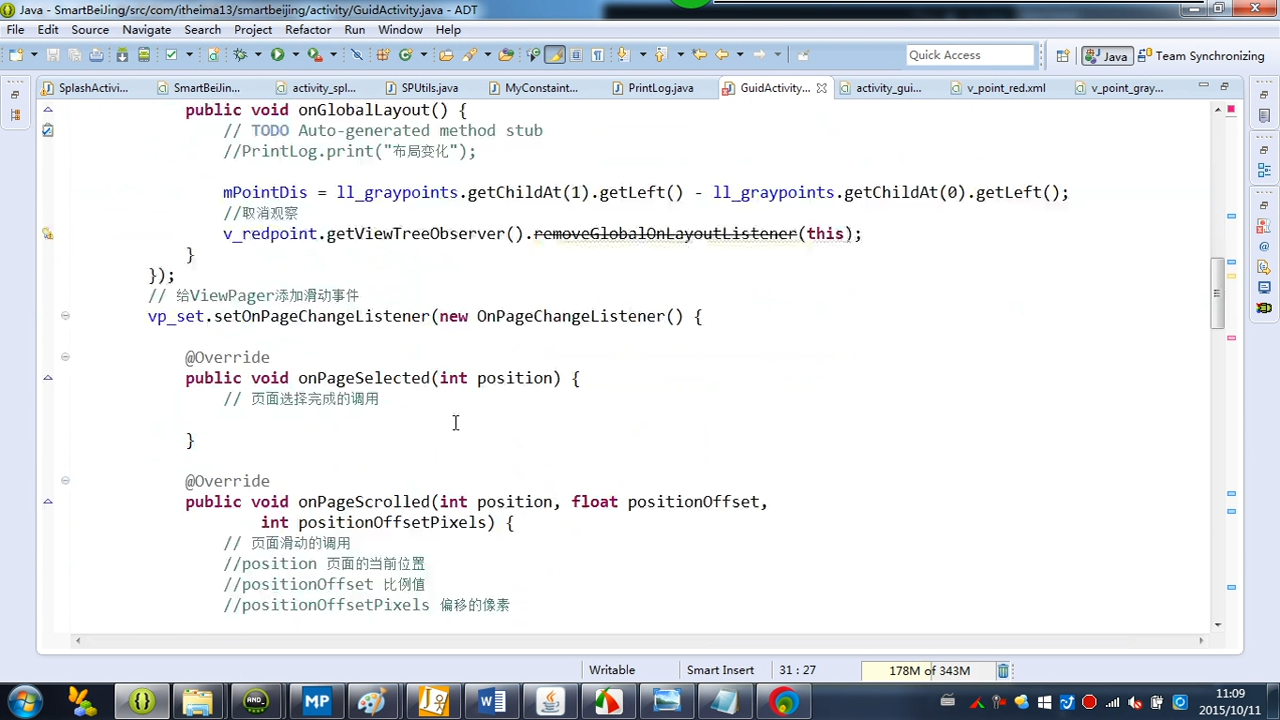 Java - SmartBeiJing/src/com/itheima13/smartbeijing/activity/GuidActivity.java - ADT
File Edit Source Navigate Search Project Refactor Run Window Help
Quick Access
Java
Team Synchronizing
SplashActivi...
SmartBeiJin...
activity_spl...
SPUtils.java
MyConstaint...
PrintLog.java
GuidActivity...
activity_gui...
v_point_red.xml
v_point_gray...
public void onGlobalLayout() {
// TODO Auto-generated method stub
//PrintLog.print("布局变化");
mPointDis = ll_graypoints.getChildAt(1).getLeft() - ll_graypoints.getChildAt(0).getLeft();
//取消观察
v_redpoint.getViewTreeObserver().removeGlobalOnLayoutListener(this);
}
});
// 给ViewPager添加滑动事件
vp_set.setOnPageChangeListener(new OnPageChangeListener() {
@Override
public void onPageSelected(int position) {
// 页面选择完成的调用
}
@Override
public void onPageScrolled(int position, float positionOffset,
int positionOffsetPixels) {
// 页面滑动的调用
//position 页面的当前位置
//positionOffset 比例值
//positionOffsetPixels 偏移的像素
Writable
Smart Insert
31 : 27
178M of 343M
MP
11:09
2015/10/11